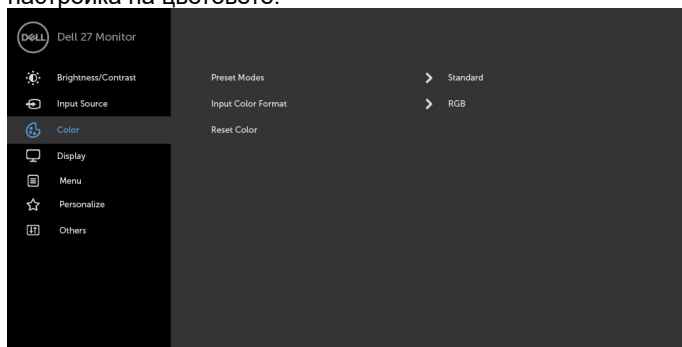 настройка на цветовете.
DELL
Dell 27 Monitor
Brightness/Contrast
Preset Modes
Standard
Input Source
Input Color Format
RGB
Color
Reset Color
Display
Menu
Personalize
Others